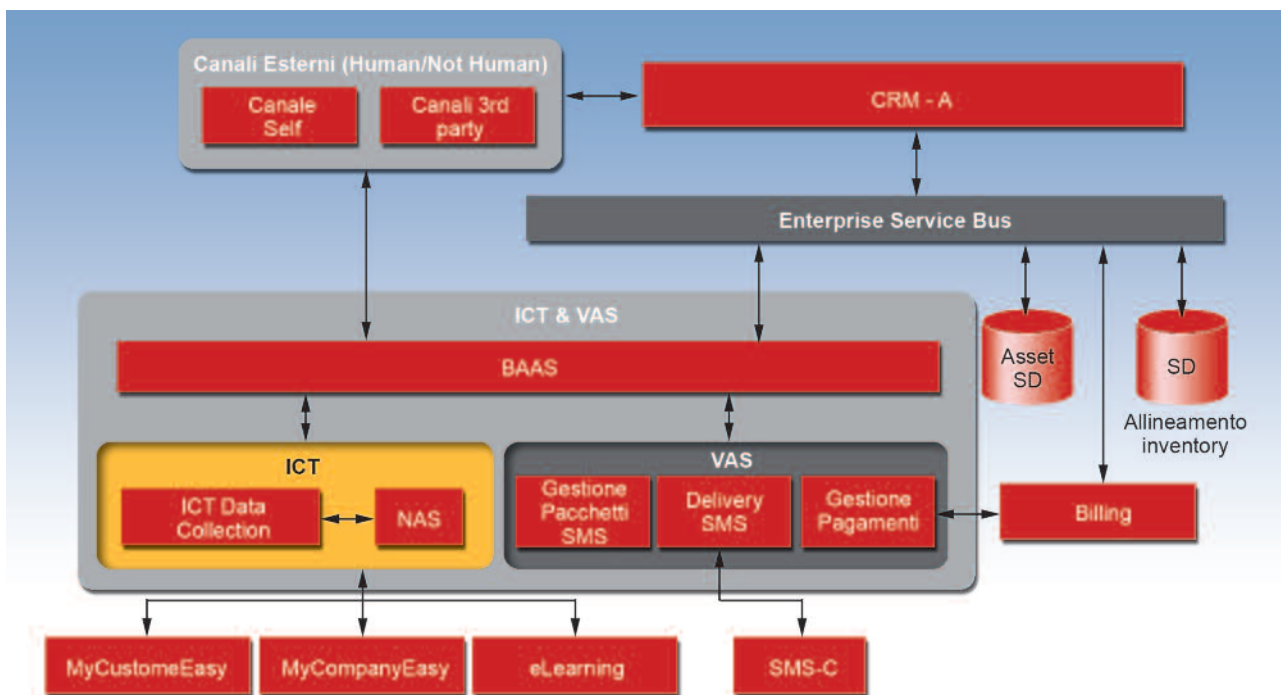 Canali Esterni (Human/Not Human)
Canale
Self
Canali 3rd
party
CRM - A
Enterprise Service Bus
ICT & VAS
BAAS
Asset
SD
SD
Allineamento
inventory
ICT
ICT Data
Collection
NAS
VAS
Gestione
Pacchetti
SMS
Delivery
SMS
Gestione
Pagamenti
Billing
MyCustomeEasy
MyCompanyEasy
eLearning
SMS-C